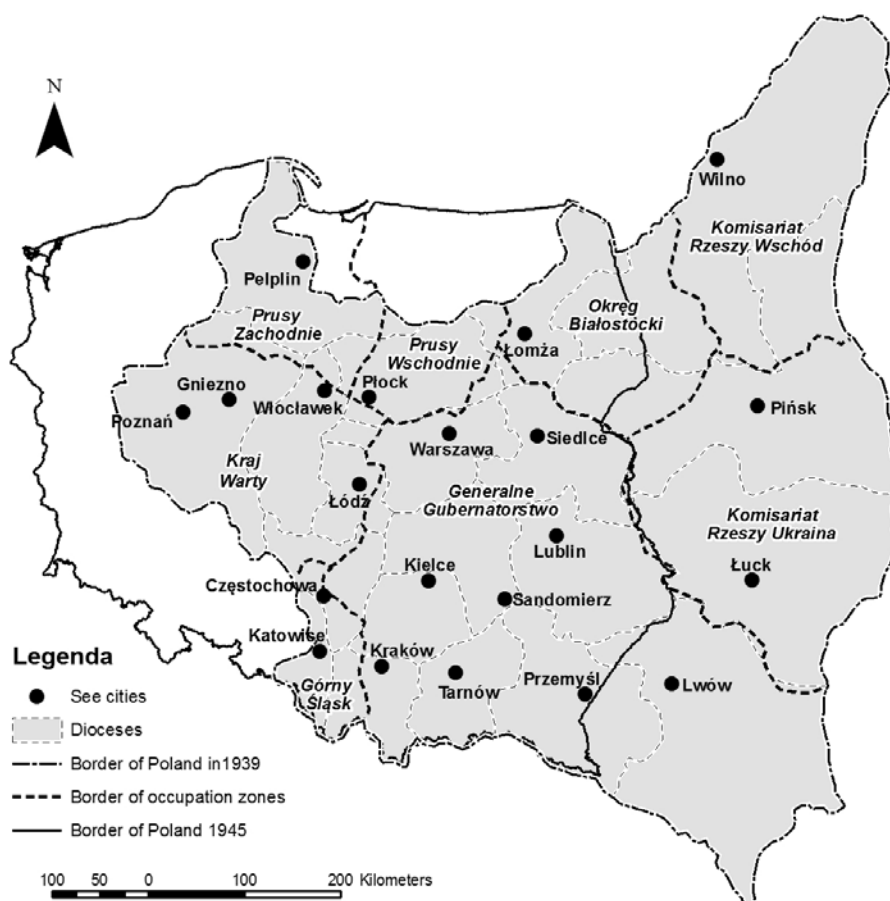 N
Wilno
Komisariat
Rzeszy Wschód
Pelplin
Prusy
Zachodnie
Okręg
Białostocki
Prusy
Wschodnie
Łomża
Gniezno
Płock
Włocławek
Poznań
Pińsk
Warszawa
Siedlce
Kraj
Warty
Łódź
Generalne
Gubernatorstwo
Komisariat
Rzeszy Ukraina
Lublin
Łuck
Kielce
Częstochowa
Sandomierz
Katowise
Kraków
Górny
Śląsk
Tarnów
Przemyśl
Lwów
Legenda
See cities
Dioceses
Border of Poland in1939
Border of occupation zones
Border of Poland 1945
100 50 0 100 200 Kilometers